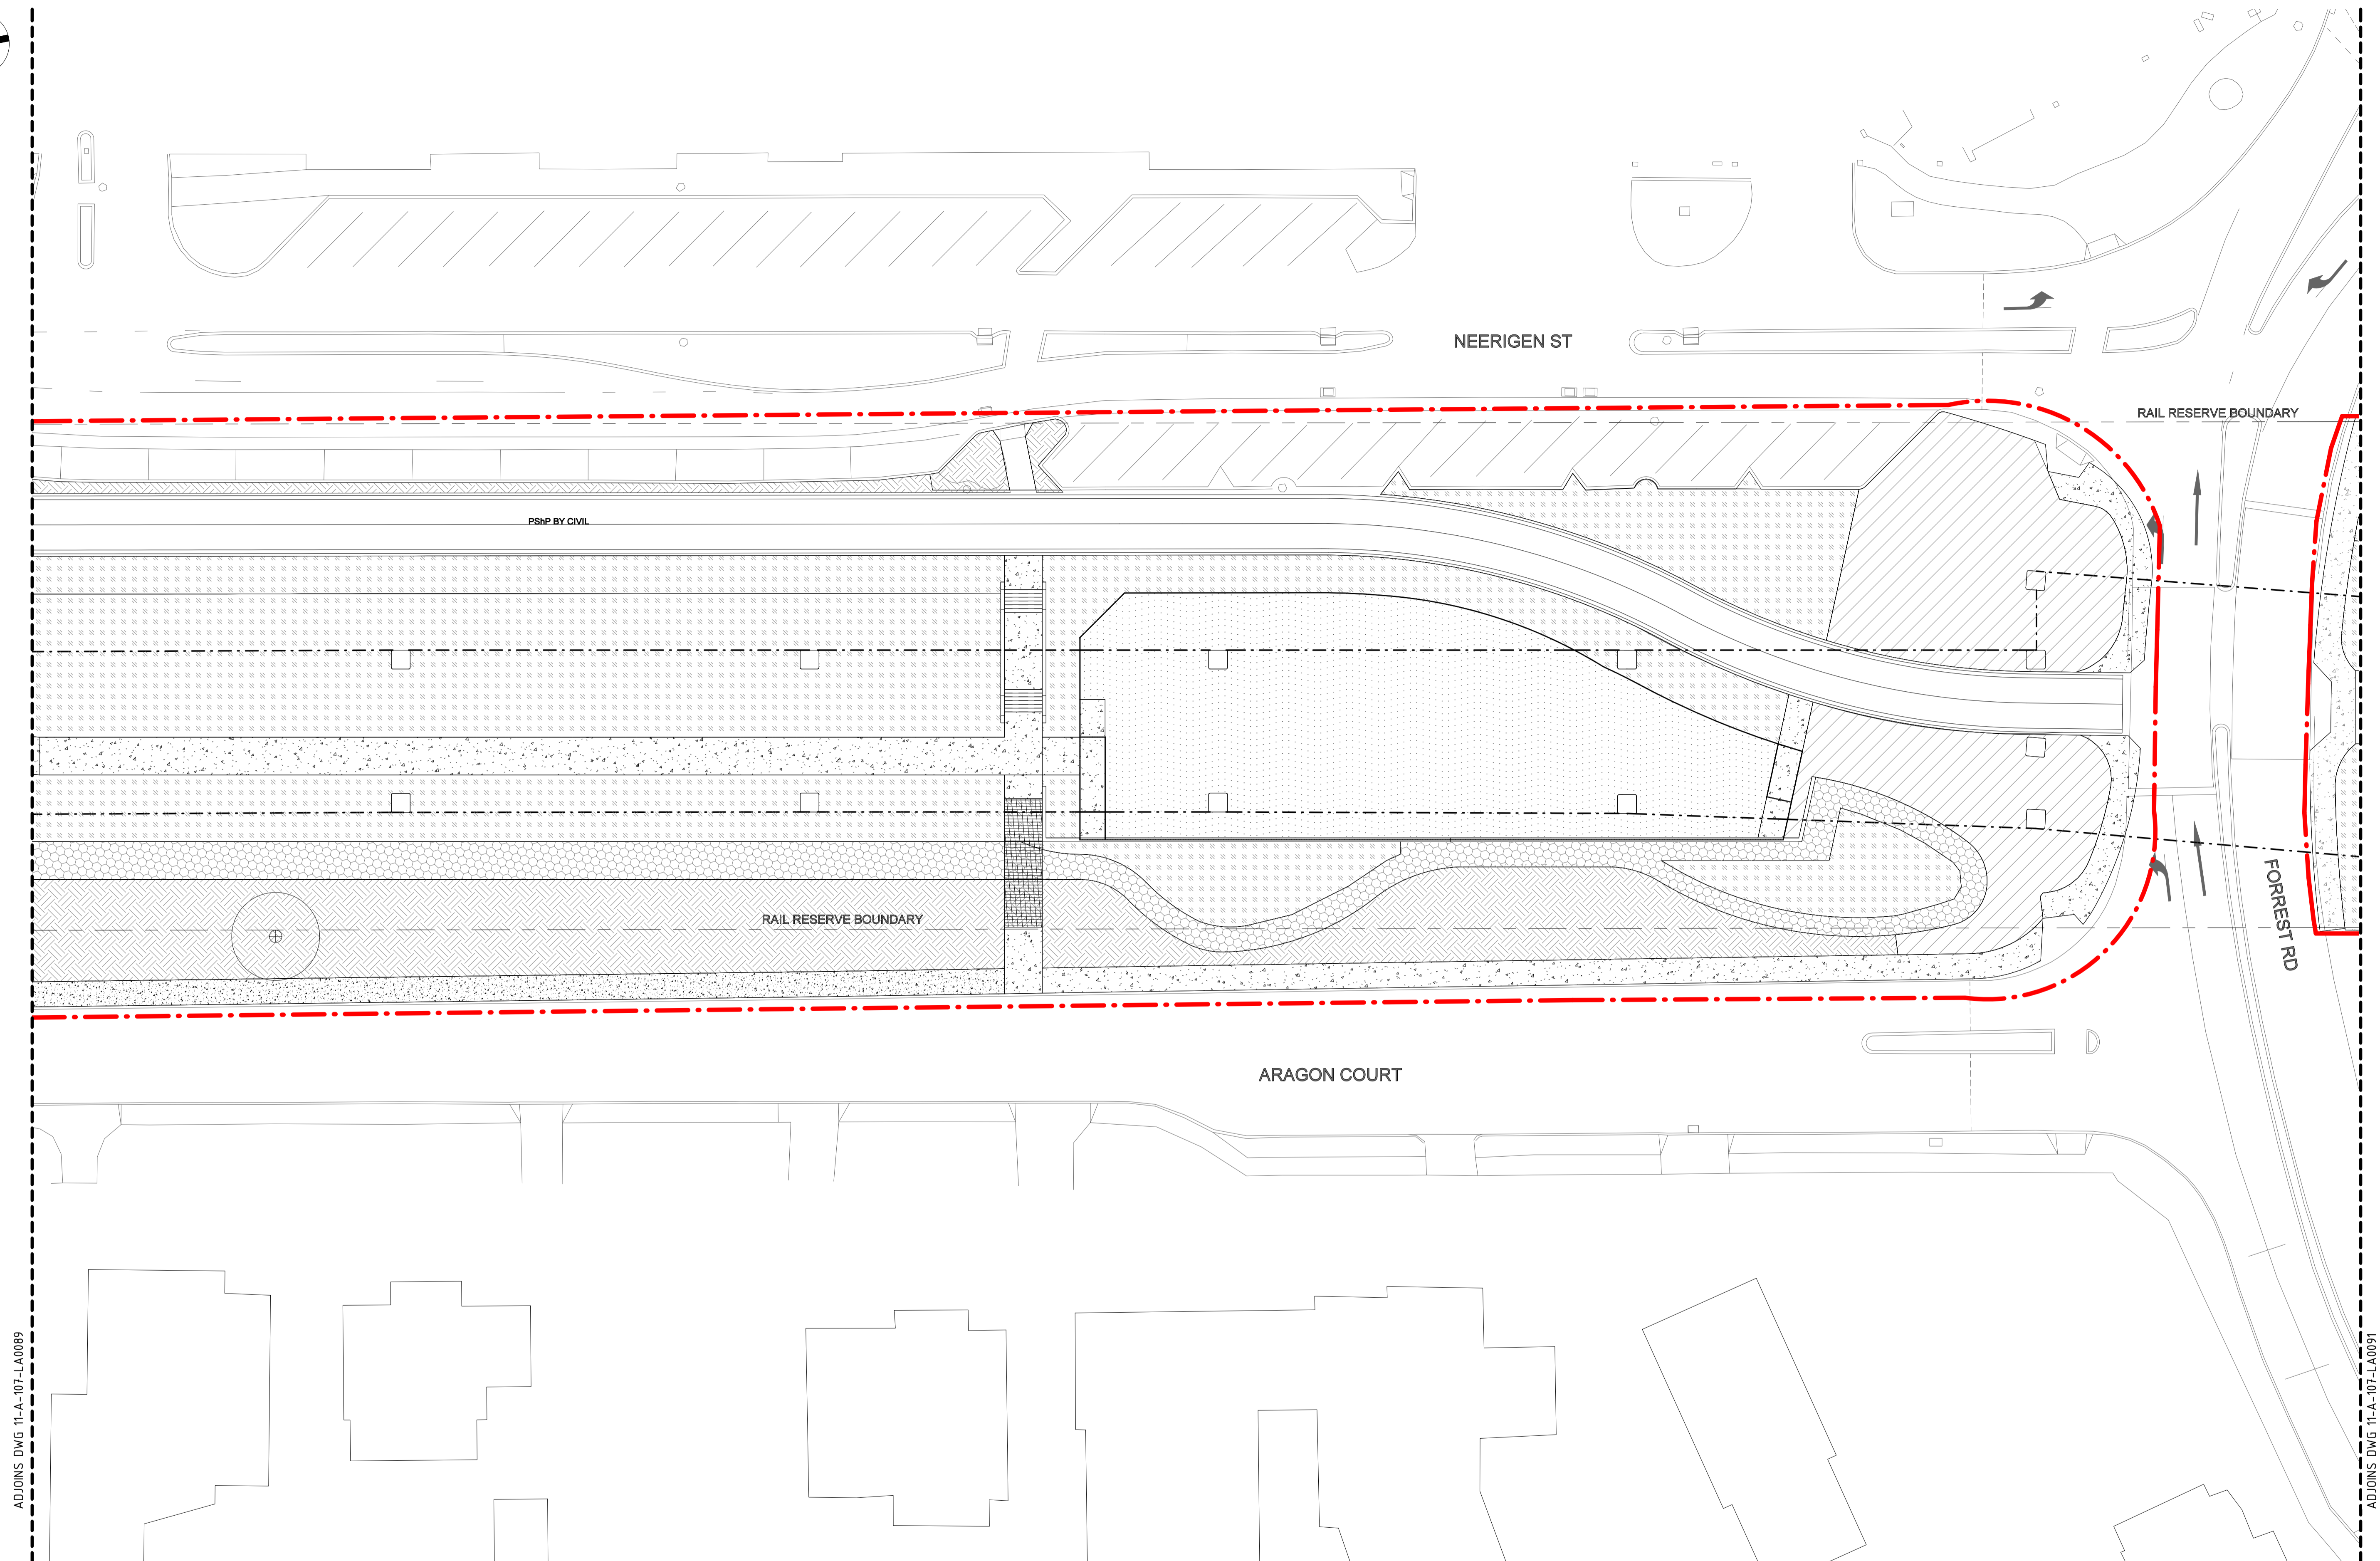 NEERIGEN ST
RAIL RESERVE BOUNDARY
PShP BY CIVIL
RAIL RESERVE BOUNDARY
FORREST RD
ARAGON COURT
ADJOINS DWG 11-A-107-LA0089
ADJOINS DWG 11-A-107-LA0091